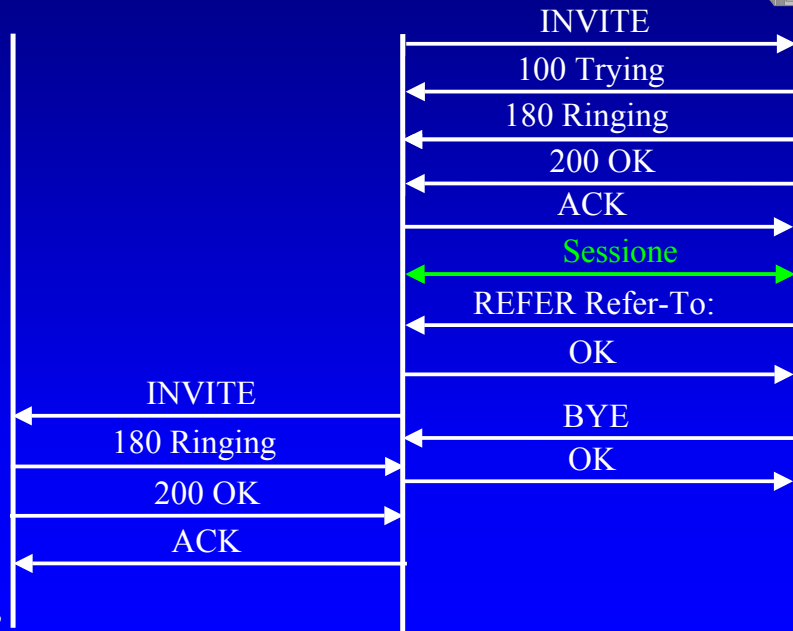 INVITE
100 Trying
180 Ringing
200 OK
ACK
Sessione
REFER Refer-To:
OK
INVITE
BYE
180 Ringing
OK
200 OK
ACK